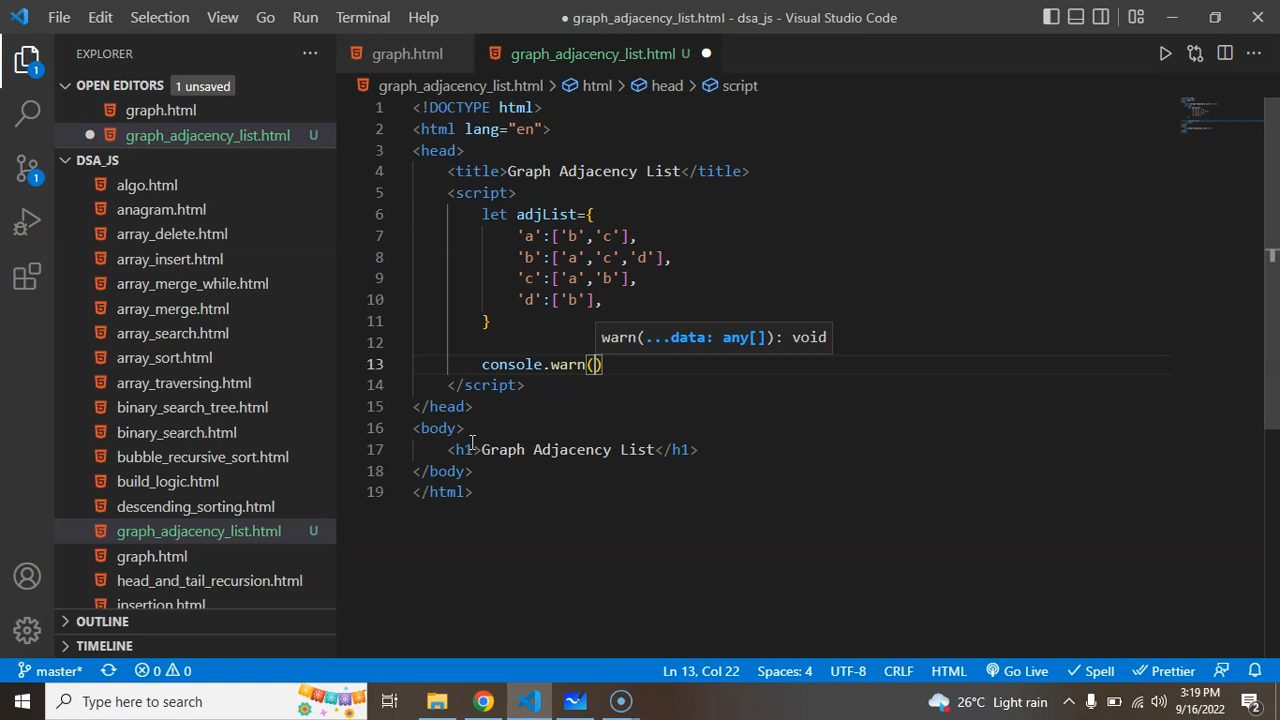 File Edit Selection View Go Run Terminal Help
● graph_adjacency_list.html - dsa_js - Visual Studio Code
EXPLORER
OPEN EDITORS 1 unsaved
graph.html
graph_adjacency_list.html U
DSA_JS
algo.html
anagram.html
array_delete.html
array_insert.html
array_merge_while.html
array_merge.html
array_search.html
array_sort.html
array_traversing.html
binary_search_tree.html
binary_search.html
bubble_recursive_sort.html
build_logic.html
descending_sorting.html
graph_adjacency_list.html U
graph.html
head_and_tail_recursion.html
insertion.html
OUTLINE
TIMELINE
1
1
graph.html graph_adjacency_list.html U
graph_adjacency_list.html > html > head > script
1 <!DOCTYPE html>
2 <html lang="en">
3 <head>
4 <title>Graph Adjacency List</title>
5 <script>
6 let adjList={
7 'a':['b','c'],
8 'b':['a','c','d'],
9 'c':['a','b'],
10 'd':['b'],
11 }
warn(...data: any[]): void
12
13 console.warn()
14 </script>
15 </head>
16 <body>
17 <h1>Graph Adjacency List</h1>
18 </body>
19 </html>
master* 0 0 Ln 13, Col 22 Spaces: 4 UTF-8 CRLF HTML Go Live Spell Prettier
Type here to search
26°C Light rain
3:19 PM
9/16/2022
2